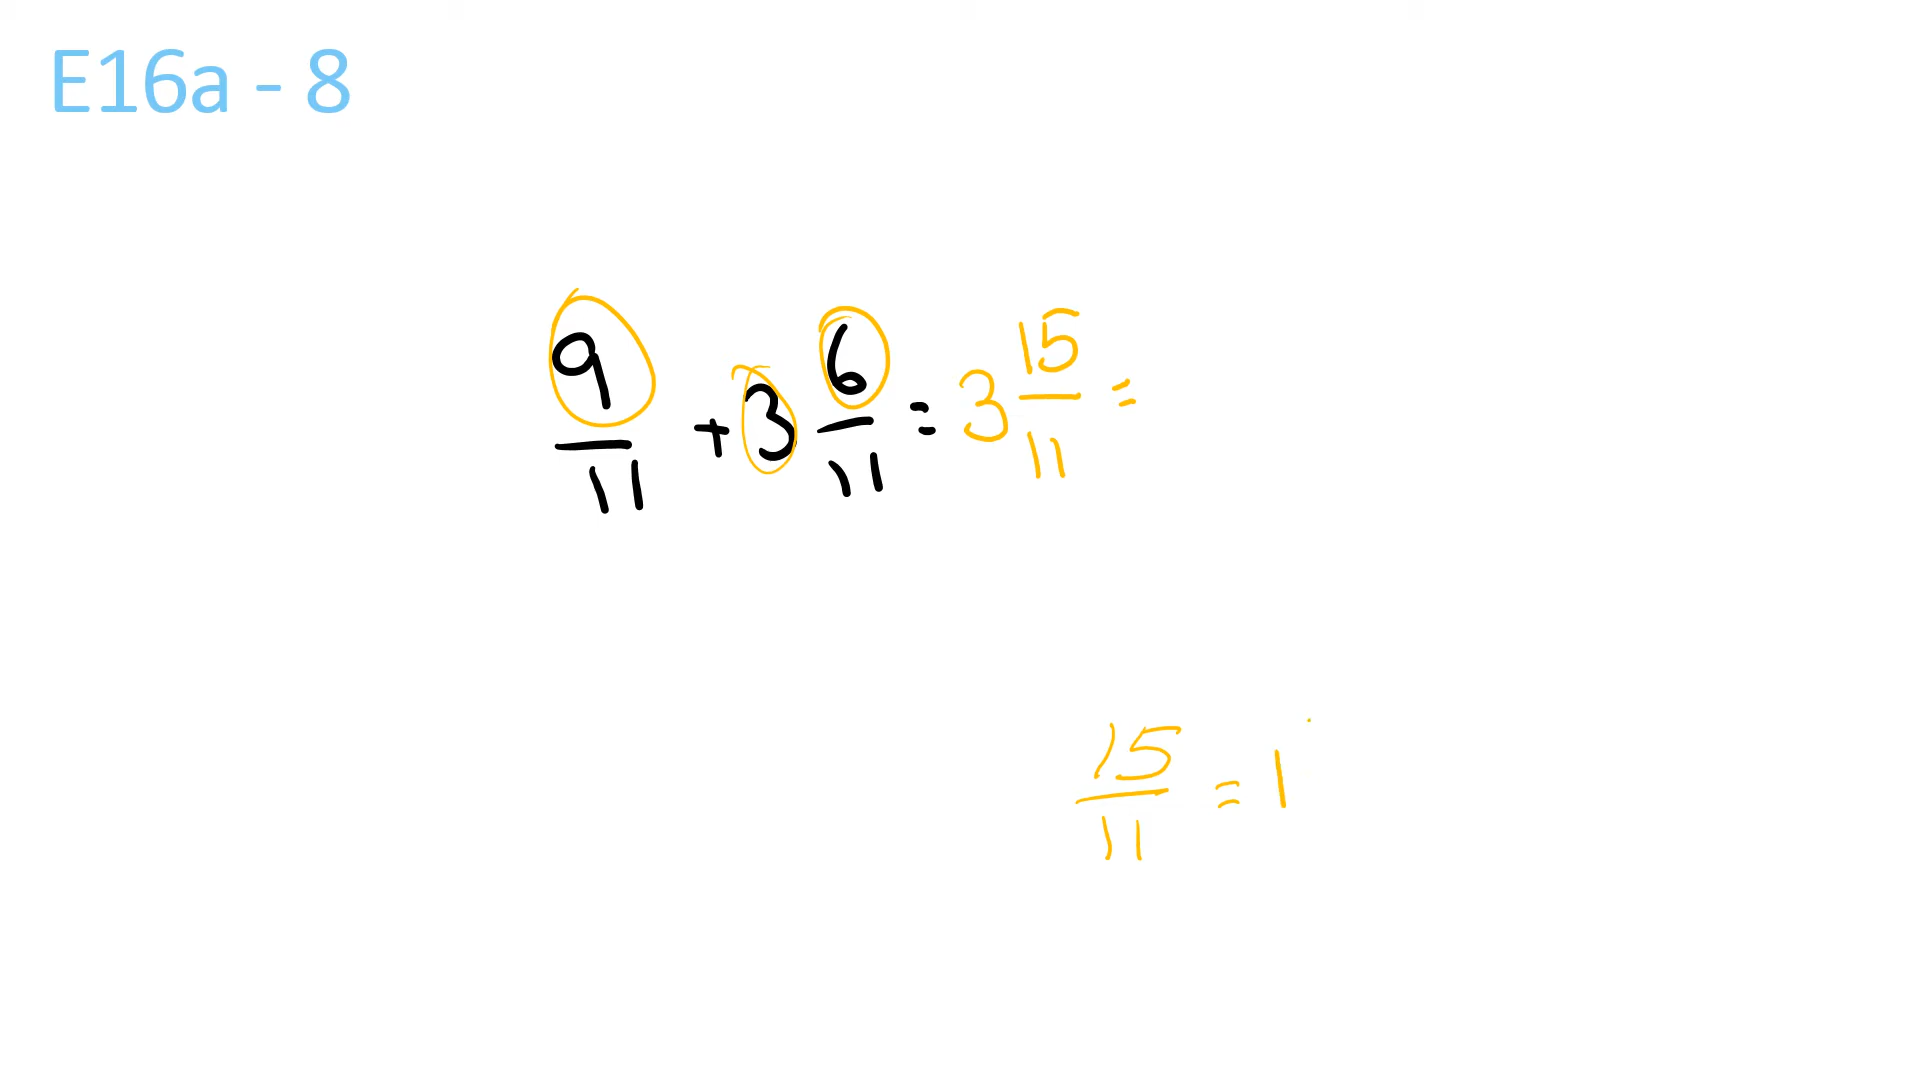 E16a - 8
9/11 + 3 6/11 = 3 15/11 =
15/11 = 1